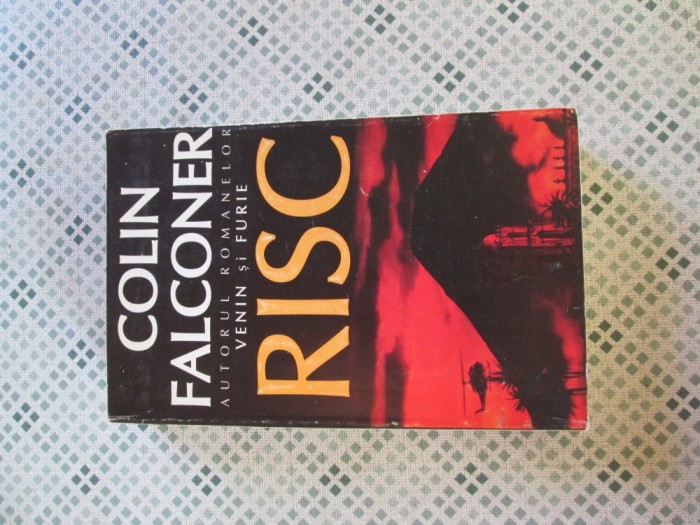 COLIN
FALCONER
AUTORUL ROMANELOR
VENIN şi FURIE
RISC